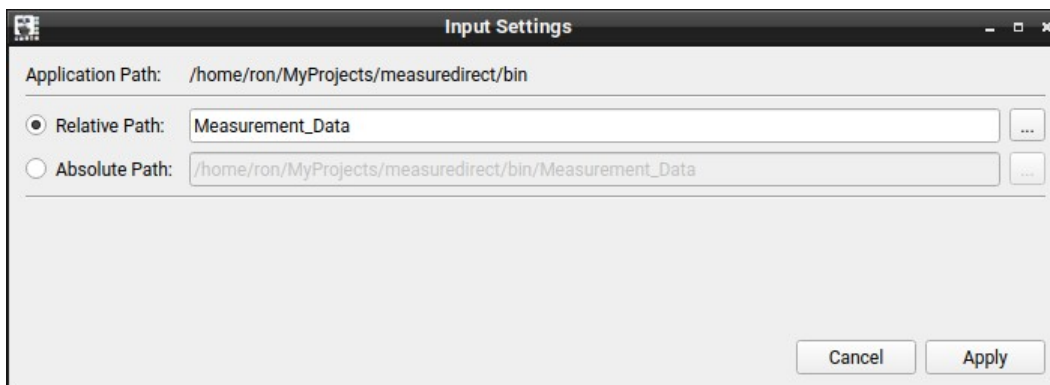 Input Settings
Application Path: /home/ron/MyProjects/measuredirect/bin
Relative Path: Measurement_Data ...
Absolute Path: /home/ron/MyProjects/measuredirect/bin/Measurement_Data ...
Cancel Apply